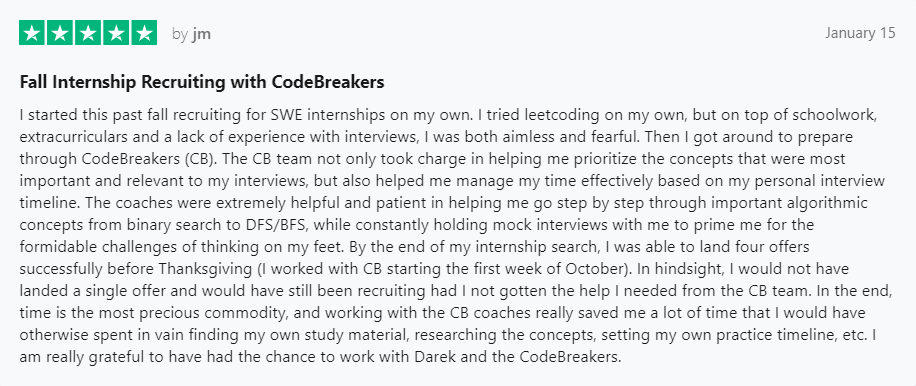 by jm
January 15
Fall Internship Recruiting with CodeBreakers
I started this past fall recruiting for SWE internships on my own. I tried leetcoding on my own, but on top of schoolwork,
extracurriculars and a lack of experience with interviews, I was both aimless and fearful. Then I got around to prepare
through CodeBreakers (CB). The CB team not only took charge in helping me prioritize the concepts that were most
important and relevant to my interviews, but also helped me manage my time effectively based on my personal interview
timeline. The coaches were extremely helpful and patient in helping me go step by step through important algorithmic
concepts from binary search to DFS/BFS, while constantly holding mock interviews with me to prime me for the
formidable challenges of thinking on my feet. By the end of my internship search, I was able to land four offers
successfully before Thanksgiving (I worked with CB starting the first week of October). In hindsight, I would not have
landed a single offer and would have still been recruiting had I not gotten the help I needed from the CB team. In the end,
time is the most precious commodity, and working with the CB coaches really saved me a lot of time that I would have
otherwise spent in vain finding my own study material, researching the concepts, setting my own practice timeline, etc. I
am really grateful to have had the chance to work with Darek and the CodeBreakers.